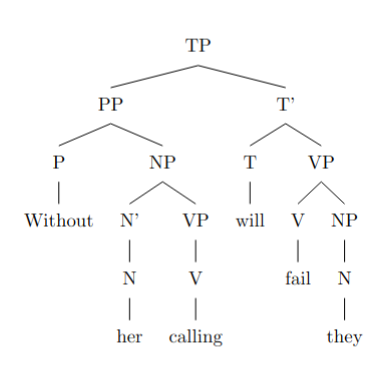 TP
PP T'
P NP T VP
Without N' VP will V NP
N V fail N
her calling they